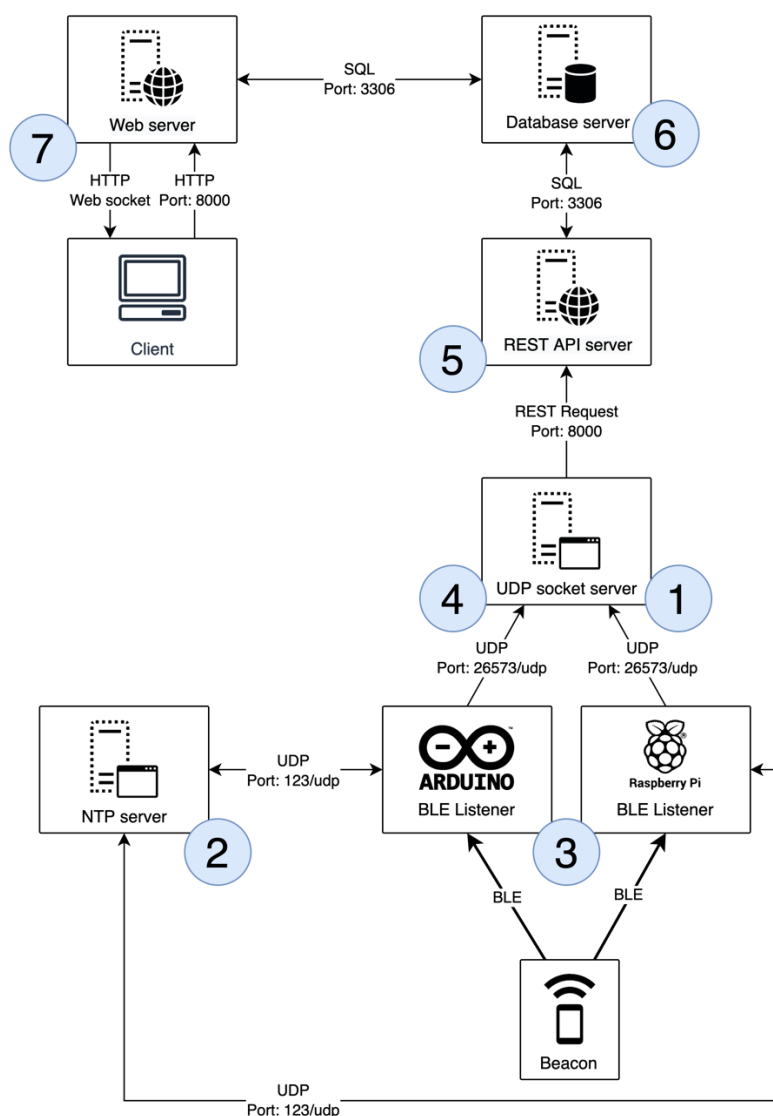 SQL
Port: 3306
Web server
Database server
7
6
HTTP
Web socket
HTTP
Port: 8000
SQL
Port: 3306
Client
REST API server
5
REST Request
Port: 8000
UDP socket server
4
1
UDP
Port: 26573/udp
UDP
Port: 26573/udp
UDP
Port: 123/udp
NTP server
2
ARDUINO
™
BLE Listener
Raspberry Pi
®
BLE Listener
3
BLE
BLE
Beacon
UDP
Port: 123/udp